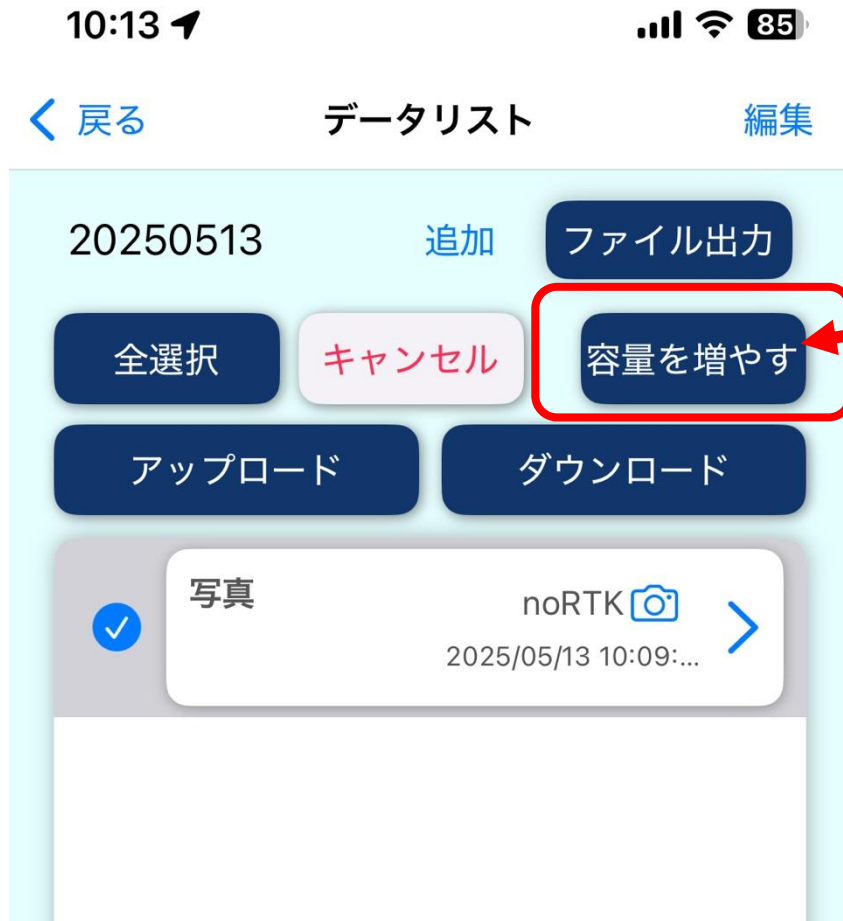 10:13
85
戻る
データリスト
編集
20250513
追加
ファイル出力
全選択
キャンセル
容量を増やす
アップロード
ダウンロード
写真
noRTK
2025/05/13 10:09:...